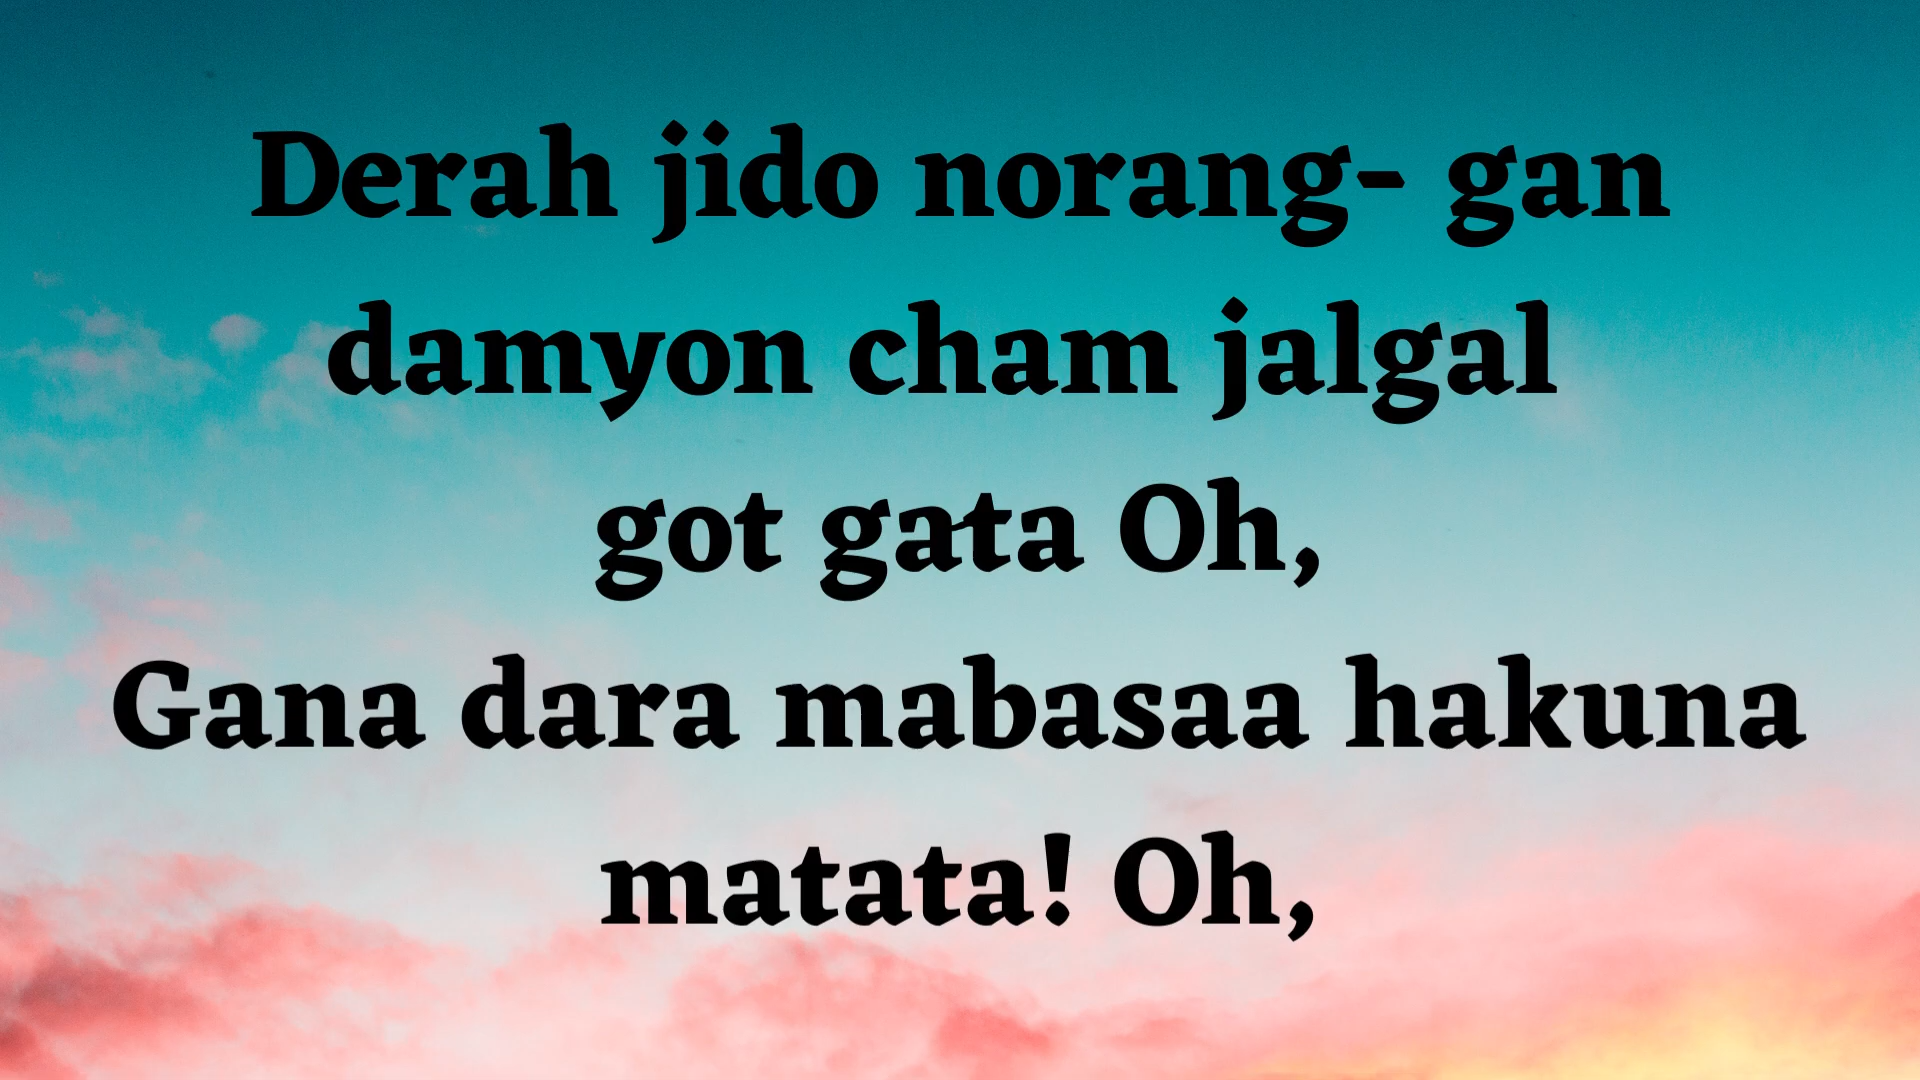 Derah jido norang- gan
damyon cham jalgal
got gata Oh,
Gana dara mabasaa hakuna
matata! Oh,